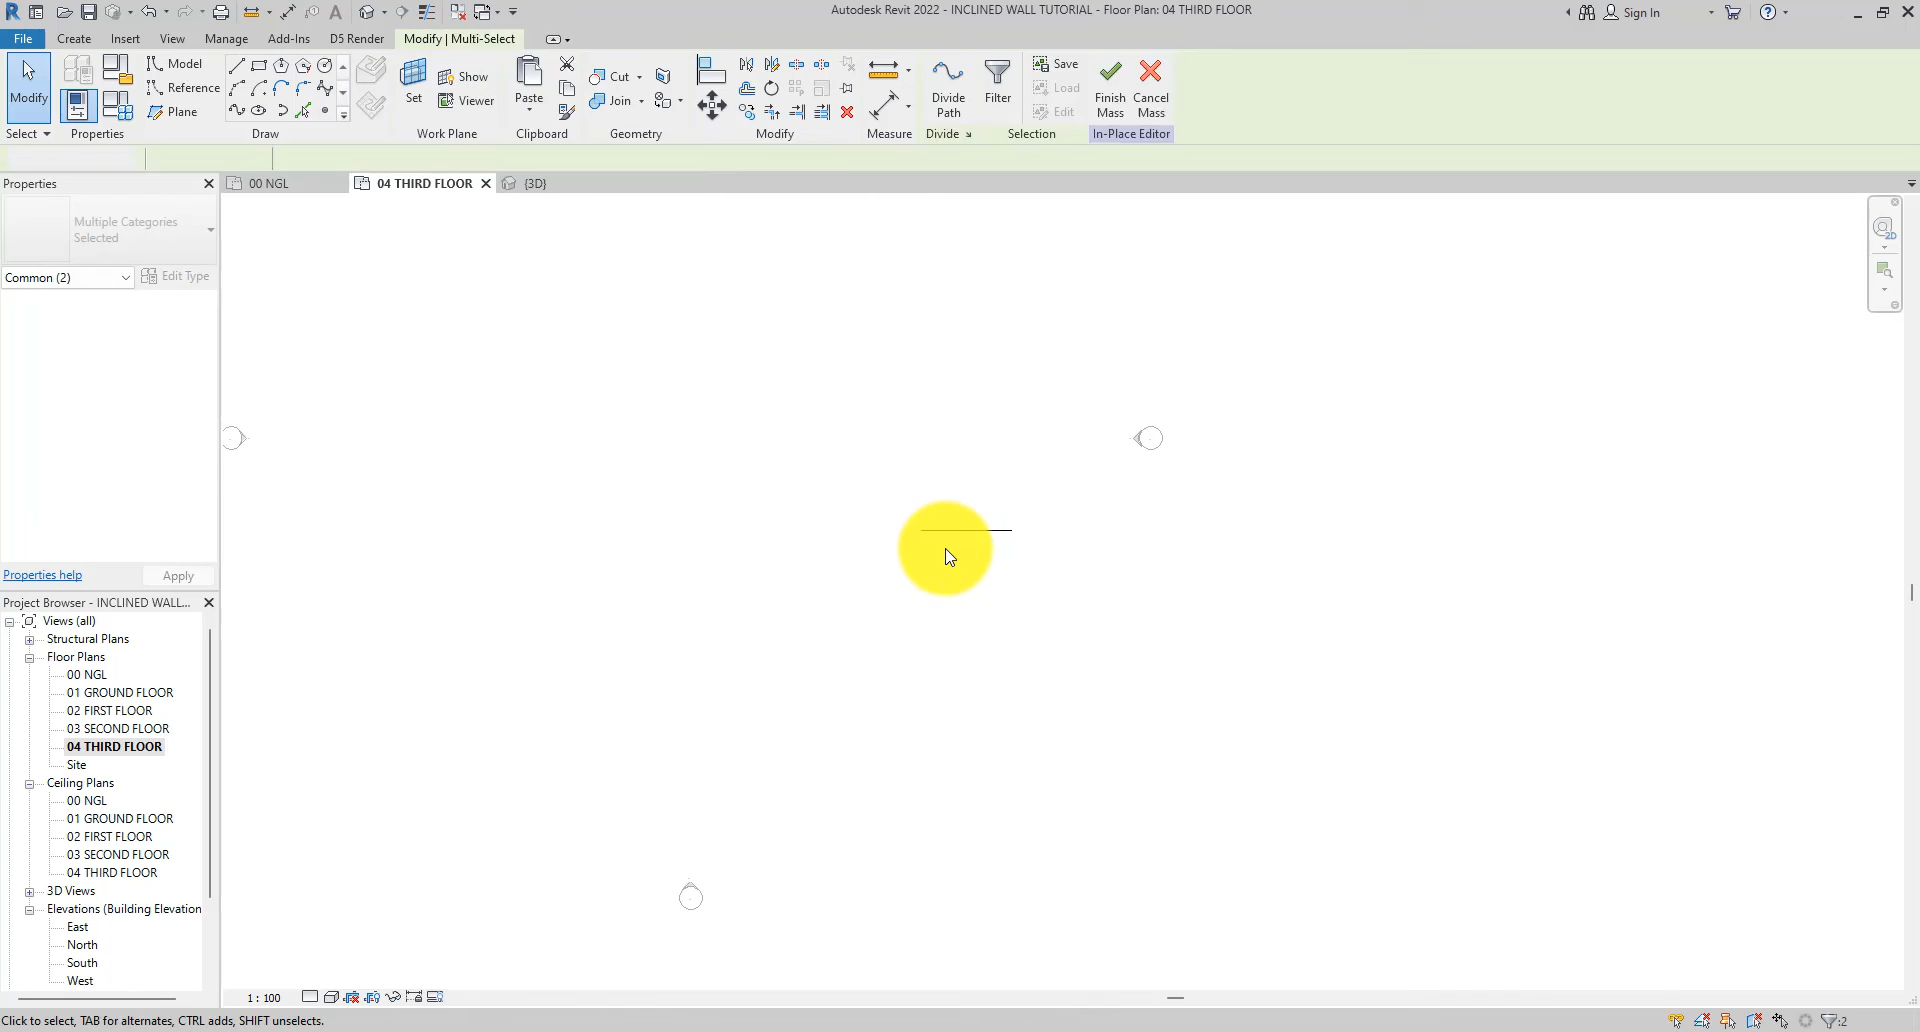 Autodesk Revit 2022 - INCLINED WALL TUTORIAL - Floor Plan: 04 THIRD FLOOR
Sign In
File
Create
Insert
View
Manage
Add-Ins
D5 Render
Modify | Multi-Select
Modify
Select
Properties
Model
Reference
Plane
Draw
Set
Show
Viewer
Work Plane
Paste
Clipboard
Cut
Join
Geometry
Modify
Measure
Divide Path
Divide
Filter
Save
Load
Edit
Selection
Finish Mass
Cancel Mass
In-Place Editor
Properties
00 NGL
04 THIRD FLOOR
{3D}
Multiple Categories
Selected
Common (2)
Edit Type
2D
Properties help
Apply
Project Browser - INCLINED WALL...
Views (all)
Structural Plans
Floor Plans
00 NGL
01 GROUND FLOOR
02 FIRST FLOOR
03 SECOND FLOOR
04 THIRD FLOOR
Site
Ceiling Plans
00 NGL
01 GROUND FLOOR
02 FIRST FLOOR
03 SECOND FLOOR
04 THIRD FLOOR
3D Views
Elevations (Building Elevation
East
North
South
West
1 : 100
Click to select, TAB for alternates, CTRL adds, SHIFT unselects.
:2